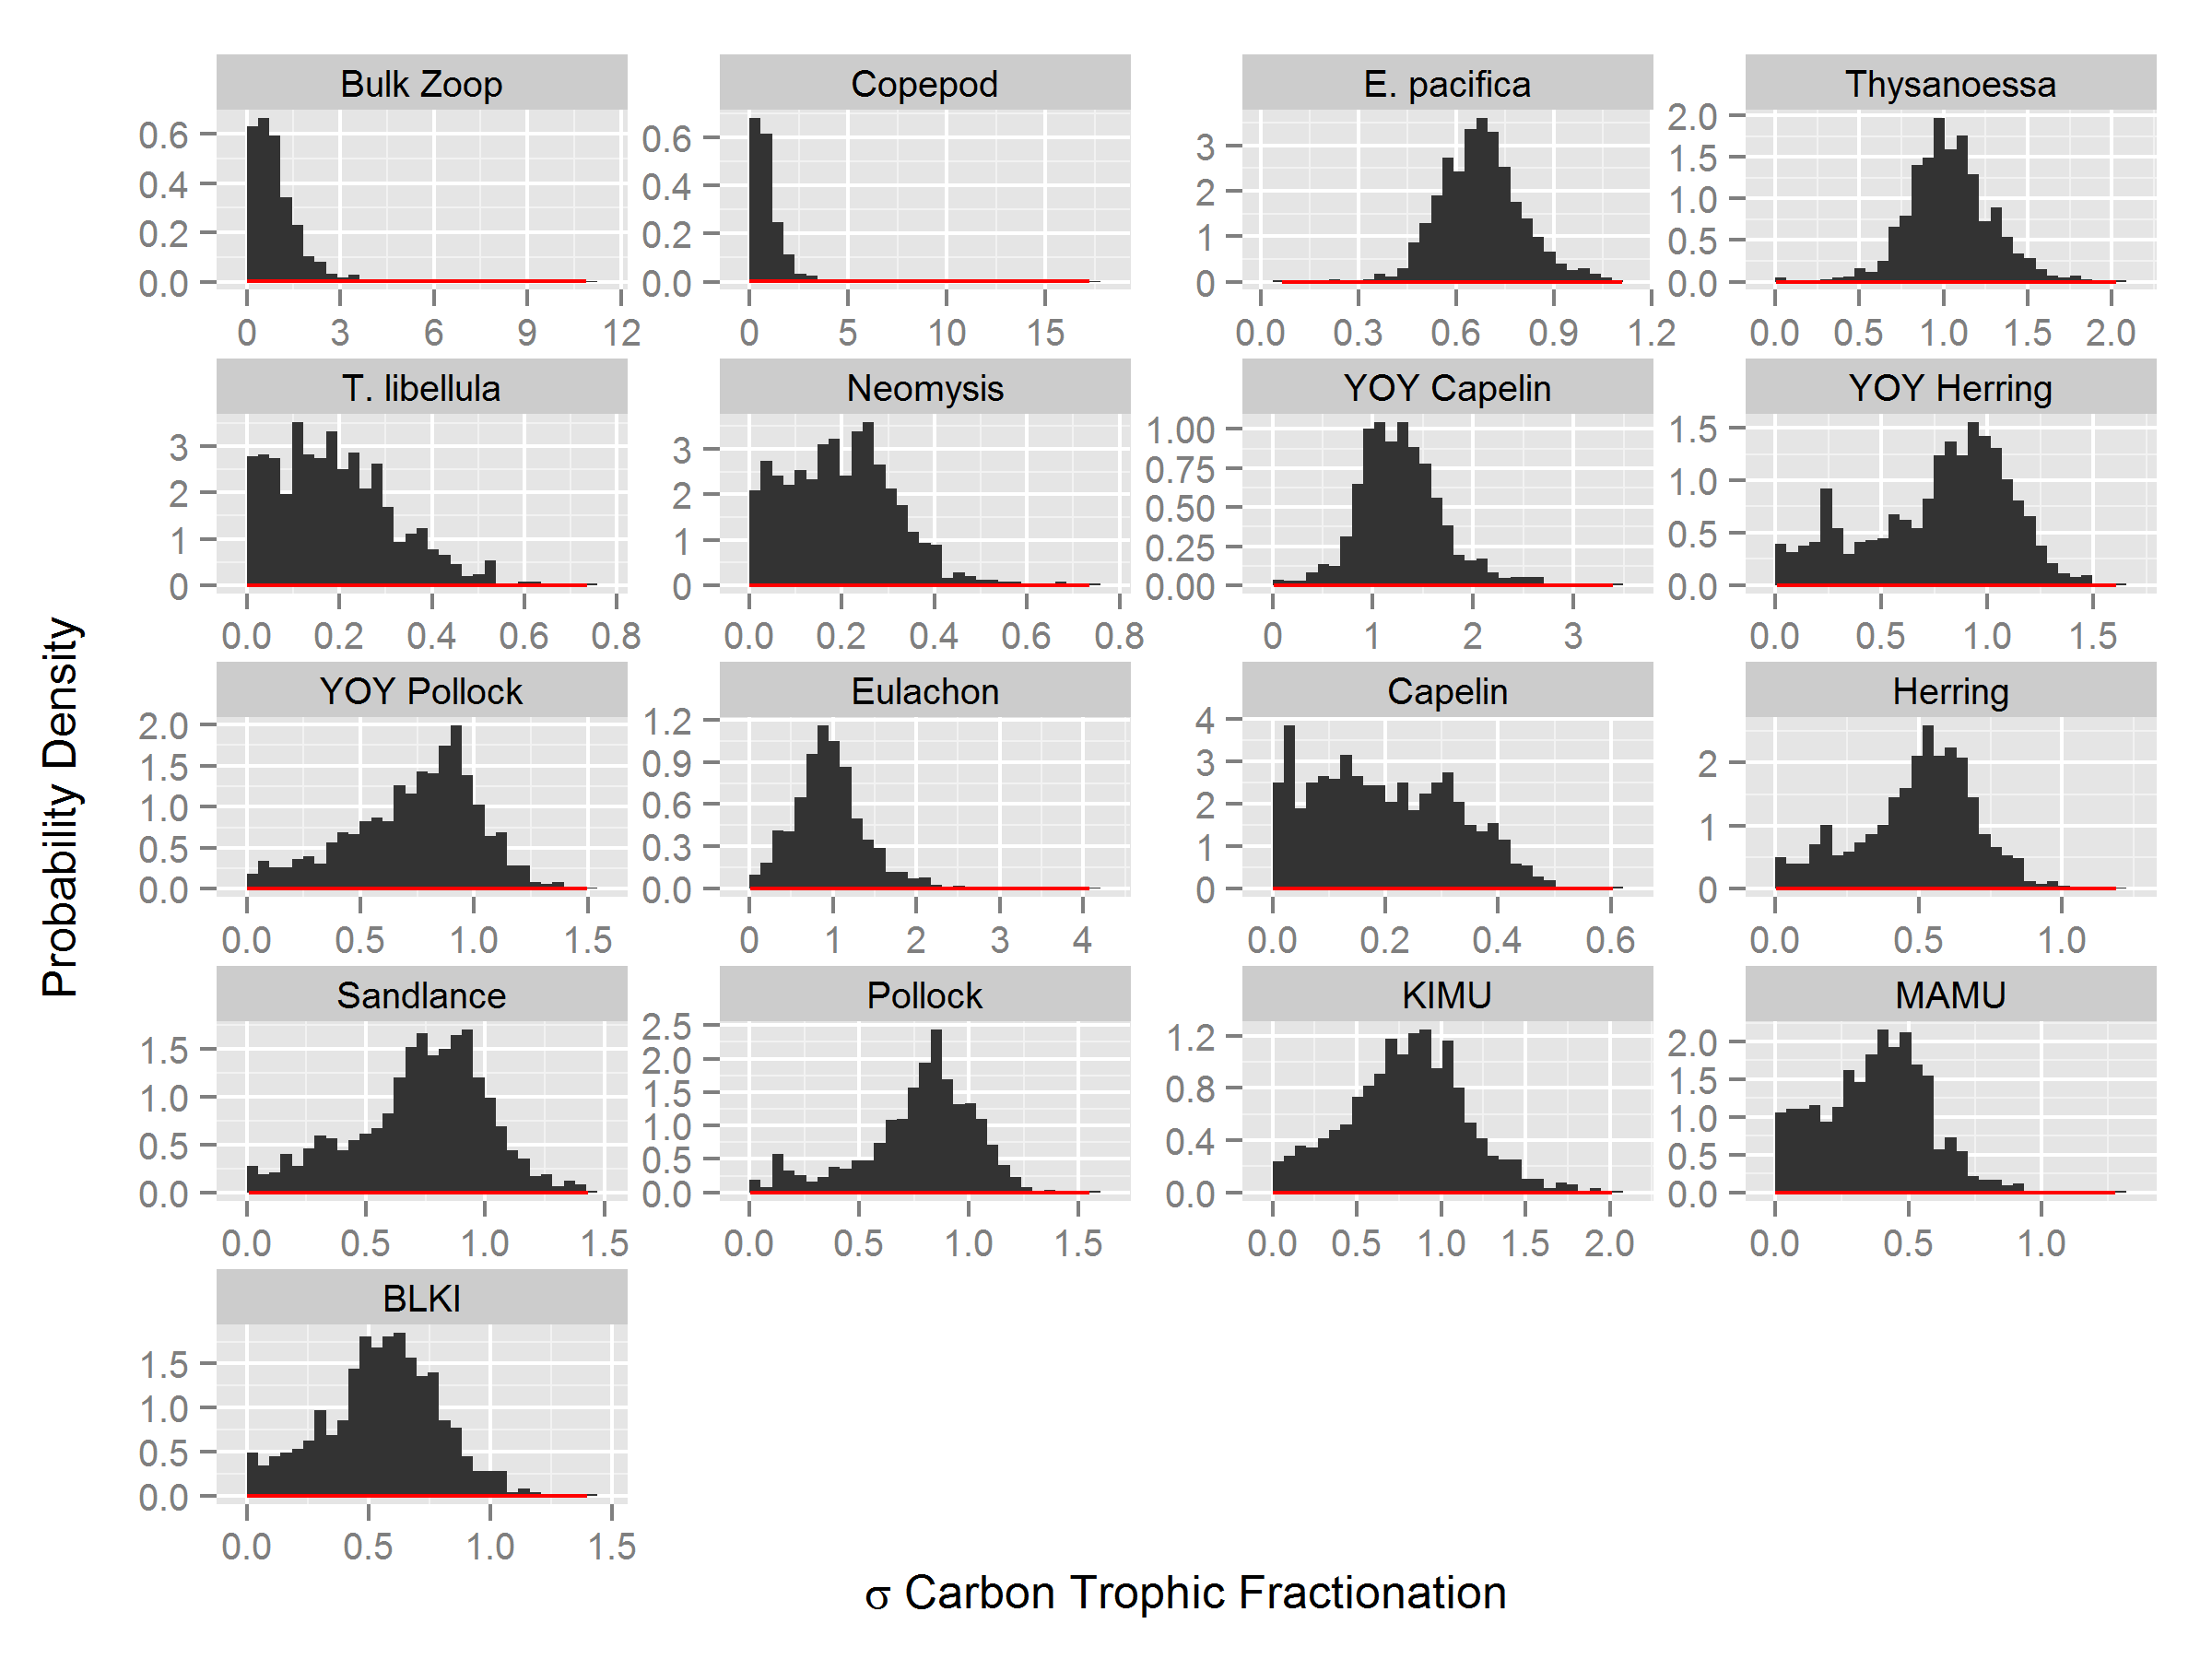 Bulk Zoop Copepod E. pacifica Thysanoessa
0.6 0.4 0.2 0.0
0 3 6 9 12
0.6 0.4 0.2 0.0
0 5 10 15
3 2 1 0
0.0 0.3 0.6 0.9 1.2
2.0 1.5 1.0 0.5 0.0
0.0 0.5 1.0 1.5 2.0
T. libellula Neomysis YOY Capelin YOY Herring
3 2 1 0
0.0 0.2 0.4 0.6 0.8
3 2 1 0
0.0 0.2 0.4 0.6 0.8
1.00 0.75 0.50 0.25 0.00
0 1 2 3
1.5 1.0 0.5 0.0
0.0 0.5 1.0 1.5
YOY Pollock Eulachon Capelin Herring
2.0 1.5 1.0 0.5 0.0
0.0 0.5 1.0 1.5
1.2 0.9 0.6 0.3 0.0
0 1 2 3 4
4 3 2 1 0
0.0 0.2 0.4 0.6
2 1 0
0.0 0.5 1.0
Sandlance Pollock KIMU MAMU
1.5 1.0 0.5 0.0
0.0 0.5 1.0 1.5
2.5 2.0 1.5 1.0 0.5 0.0
0.0 0.5 1.0 1.5
1.2 0.8 0.4 0.0
0.0 0.5 1.0 1.5 2.0
2.0 1.5 1.0 0.5 0.0
0.0 0.5 1.0
BLKI
1.5 1.0 0.5 0.0
0.0 0.5 1.0 1.5
Probability Density
σ Carbon Trophic Fractionation